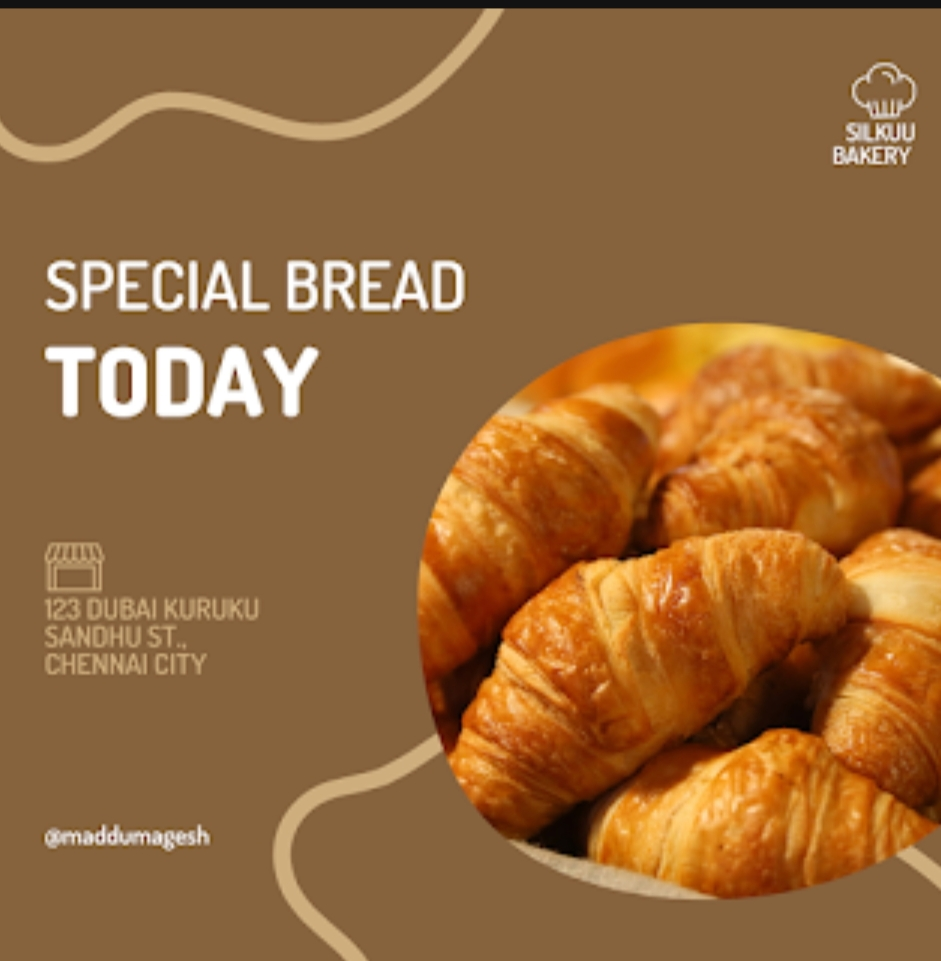 SILKUU
BAKERY
SPECIAL BREAD
TODAY
123 DUBAI KURUKU
SANDHU ST.,
CHENNAI CITY
@maddumagesh